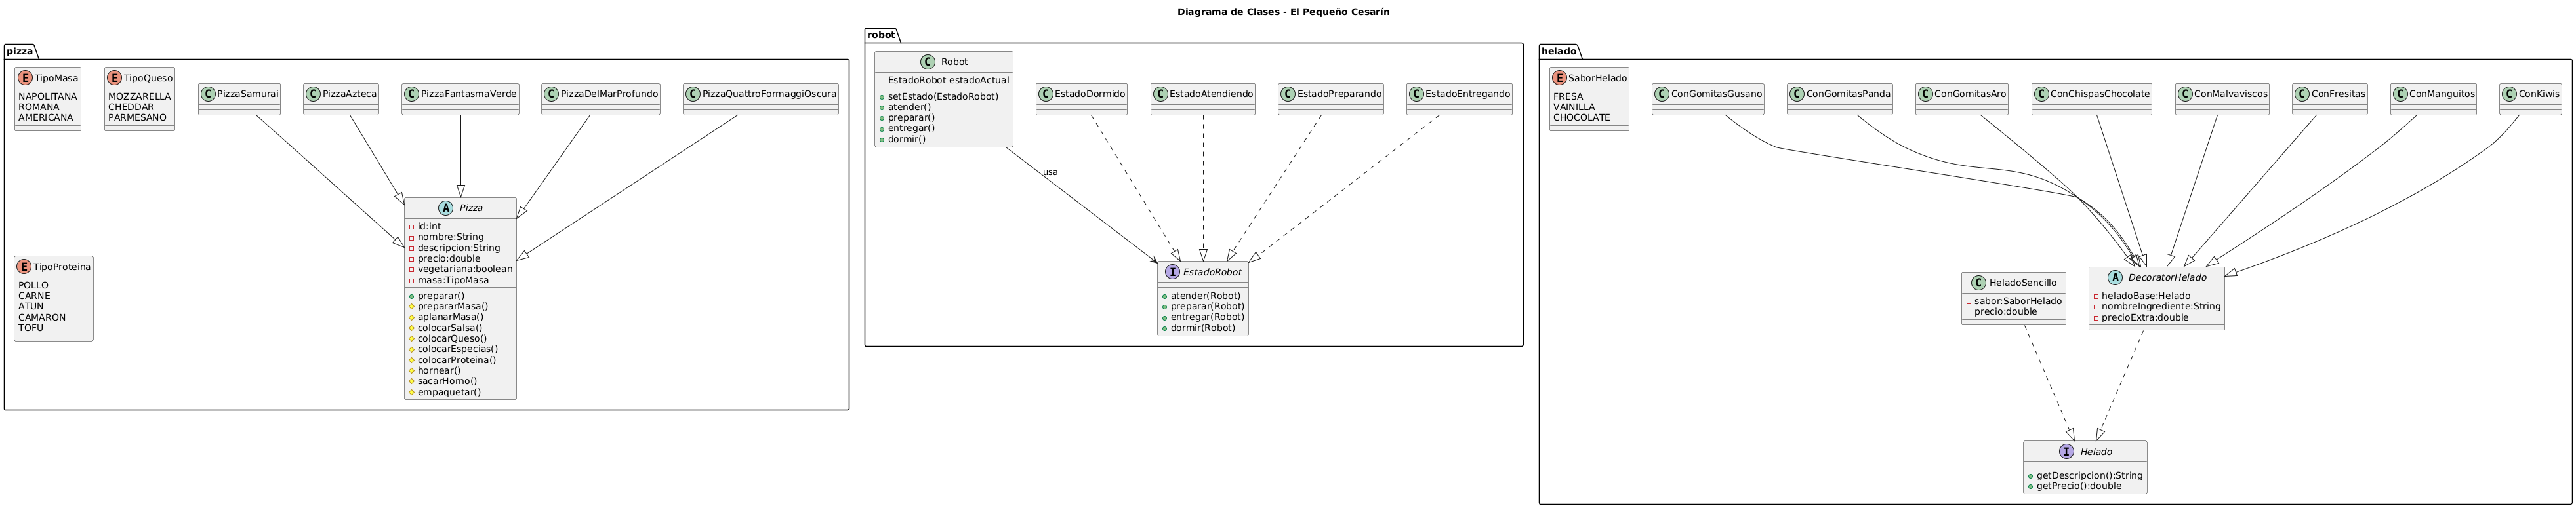 Diagrama de Clases - El Pequeño Cesarín
pizza
E TipoMasa
NAPOLITANA
ROMANA
AMERICANA
E TipoQueso
MOZZARELLA
CHEDDAR
PARMESANO
C PizzaSamurai
C PizzaAzteca
C PizzaFantasmaVerde
C PizzaDelMarProfundo
C PizzaQuattroFormaggiOscura
E TipoProteina
POLLO
CARNE
ATUN
CAMARON
TOFU
A Pizza
id:int
nombre:String
descripcion:String
precio:double
vegetariana:boolean
masa:TipoMasa
preparar()
prepararMasa()
aplanarMasa()
colocarSalsa()
colocarQueso()
colocarEspecias()
colocarProteina()
hornear()
sacarHorno()
empaquetar()
robot
C Robot
EstadoRobot estadoActual
setEstado(EstadoRobot)
atender()
preparar()
entregar()
dormir()
C EstadoDormido
C EstadoAtendiendo
C EstadoPreparando
C EstadoEntregando
usa
I EstadoRobot
atender(Robot)
preparar(Robot)
entregar(Robot)
dormir(Robot)
helado
E SaborHelado
FRESA
VAINILLA
CHOCOLATE
C ConGomitasGusano
C ConGomitasPanda
C ConGomitasAro
C ConChispasChocolate
C ConMalvaviscos
C ConFresitas
C ConManguitos
C ConKiwis
C HeladoSencillo
sabor:SaborHelado
precio:double
A DecoratorHelado
heladoBase:Helado
nombreIngrediente:String
precioExtra:double
I Helado
getDescripcion():String
getPrecio():double